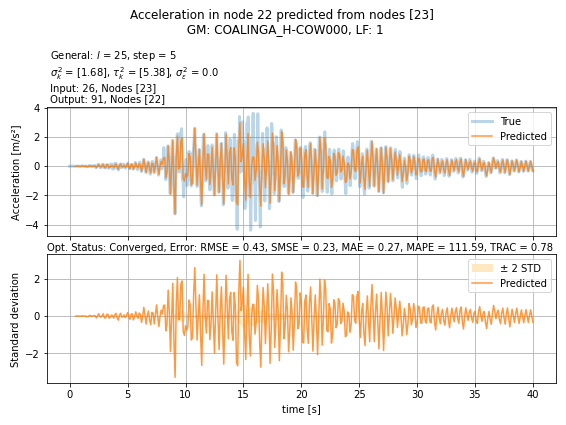 Acceleration in node 22 predicted from nodes [23]
GM: COALINGA_H-COW000, LF: 1
General: l = 25, step = 5
σ²ₖ = [1.68], τ²ₖ = [5.38], σ²ε = 0.0
Input: 26, Nodes [23]
Output: 91, Nodes [22]
Acceleration [m/s²]
4
2
0
−2
−4
True
Predicted
Opt. Status: Converged, Error: RMSE = 0.43, SMSE = 0.23, MAE = 0.27, MAPE = 111.59, TRAC = 0.78
Standard deviation
2
0
−2
± 2 STD
Predicted
0 5 10 15 20 25 30 35 40
time [s]